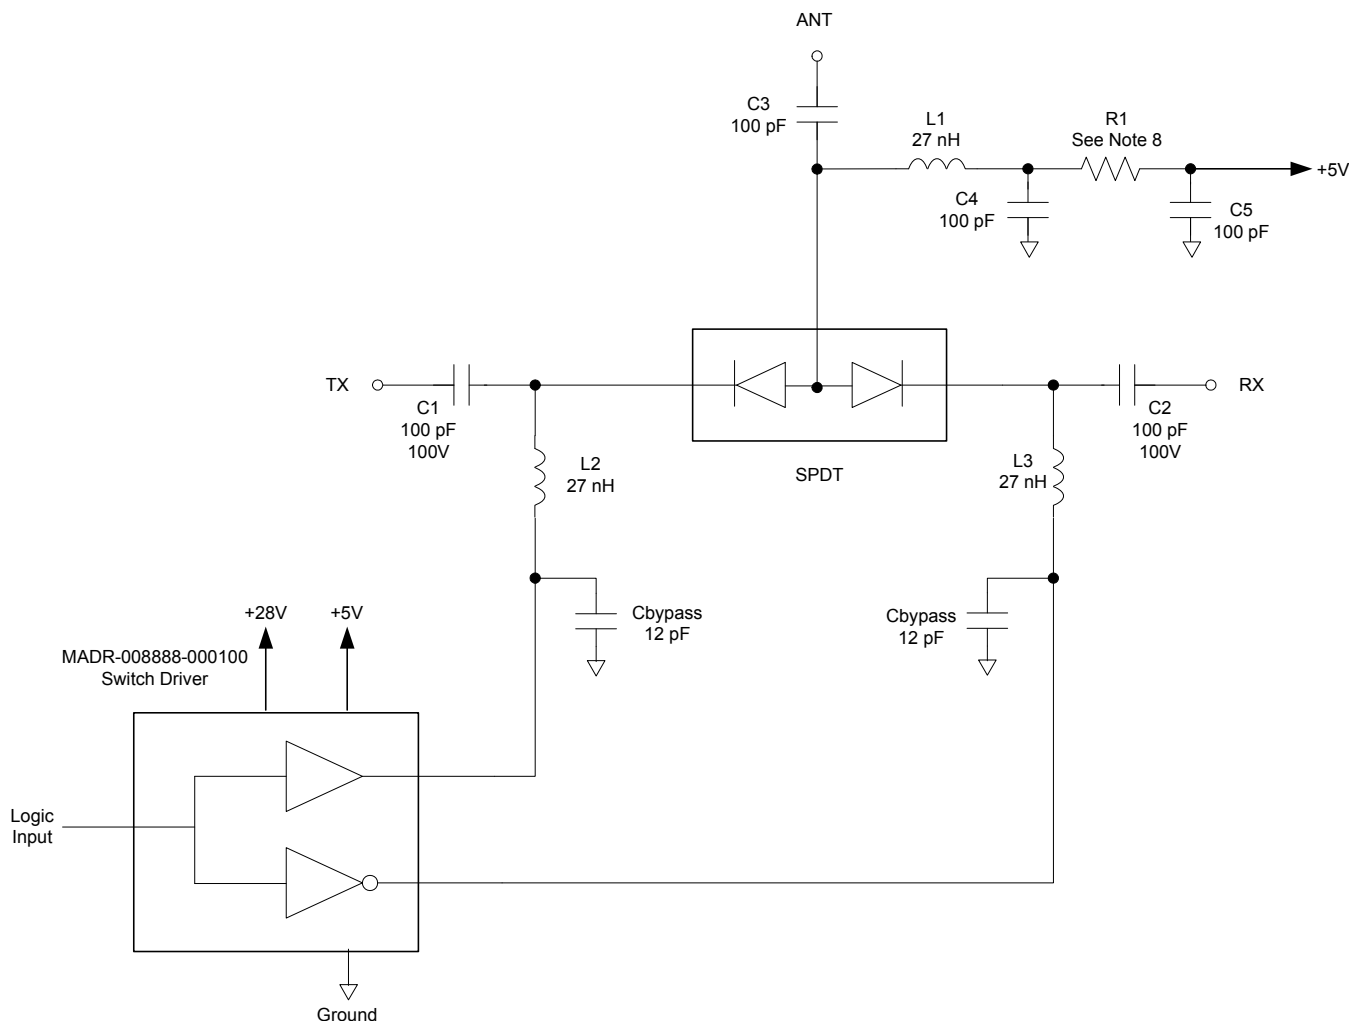 ANT
C3
100 pF
L1
27 nH
R1
See Note 8
+5V
C4
100 pF
C5
100 pF
TX
C1
100 pF
100V
SPDT
C2
100 pF
100V
RX
L2
27 nH
L3
27 nH
Cbypass
12 pF
Cbypass
12 pF
+28V
+5V
MADR-008888-000100
Switch Driver
Logic
Input
Ground